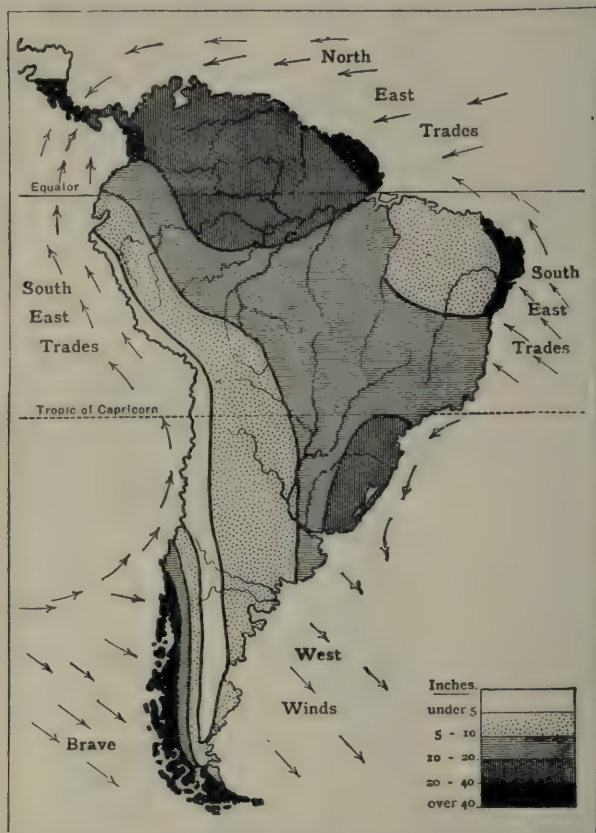 North
East
Trades
Equator
South
East
Trades
South
East
Trades
Tropic of Capricorn
West
Winds
Brave
Inches.
under 5
5 - 10
10 - 20
20 - 40
over 40